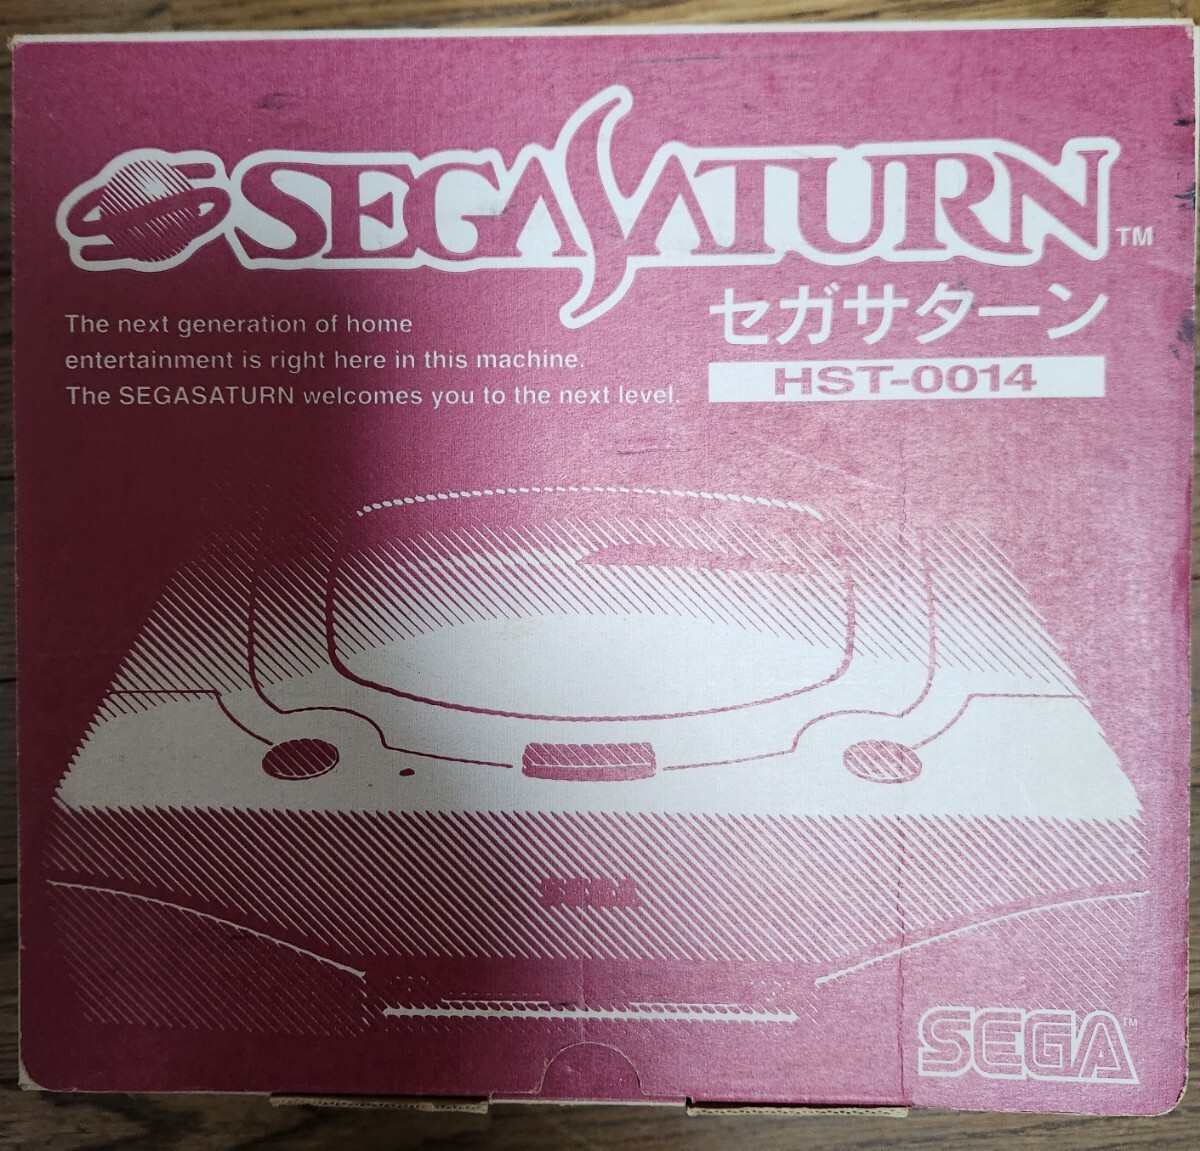 SEGASATURN™
セガサターン
HST-0014
The next generation of home
entertainment is right here in this machine.
The SEGASATURN welcomes you to the next level.
SEGA
SEGA™